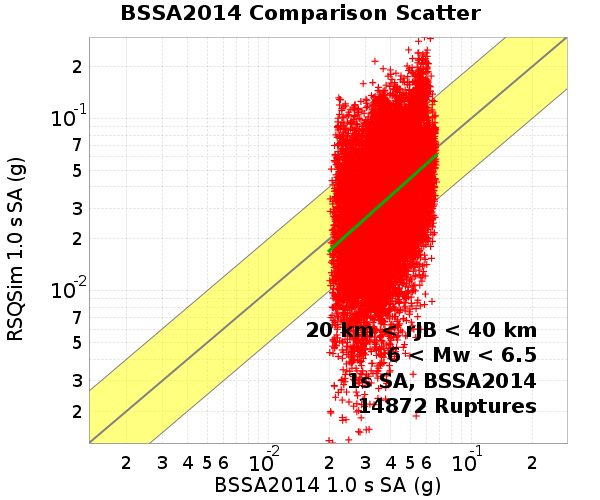 BSSA2014 Comparison Scatter
RSQSim 1.0 s SA (g)
2
10-1
7
5
3
2
10-2
7
5
3
2
20 km < rJB < 40 km
6 < Mw < 6.5
1s SA, BSSA2014
14872 Ruptures
2 3 4 5 6 10-2 2 3 4 5 6 10-1 2
BSSA2014 1.0 s SA (g)